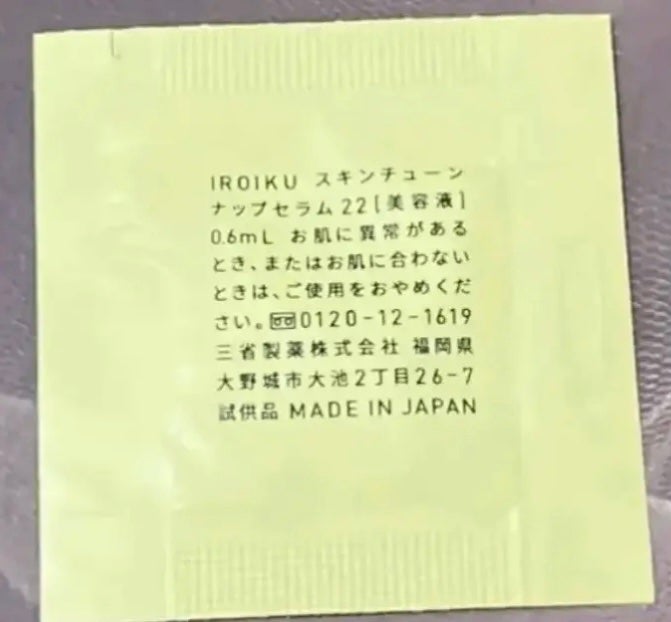 IROIKU スキンチューン
ナップセラム22[美容液]
0.6mL お肌に異常がある
とき、またはお肌に合わない
ときは、ご使用をおやめくだ
さい。0120-12-1619
三省製薬株式会社 福岡県
大野城市大池2丁目26-7
試供品 MADE IN JAPAN